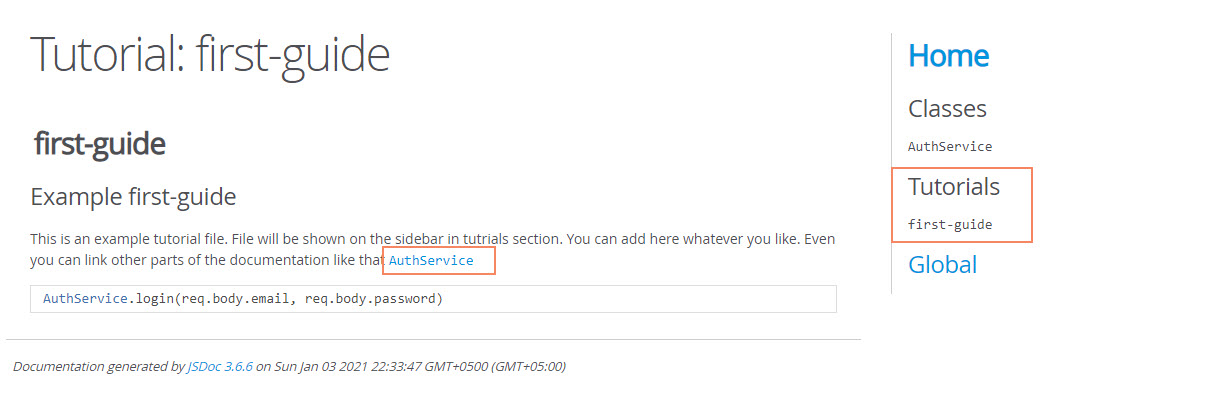 Tutorial: first-guide
first-guide
Example first-guide
This is an example tutorial file. File will be shown on the sidebar in tutrials section. You can add here whatever you like. Even
you can link other parts of the documentation like that AuthService
AuthService.login(req.body.email, req.body.password)
Documentation generated by JSDoc 3.6.6 on Sun Jan 03 2021 22:33:47 GMT+0500 (GMT+05:00)
Home
Classes
AuthService
Tutorials
first-guide
Global